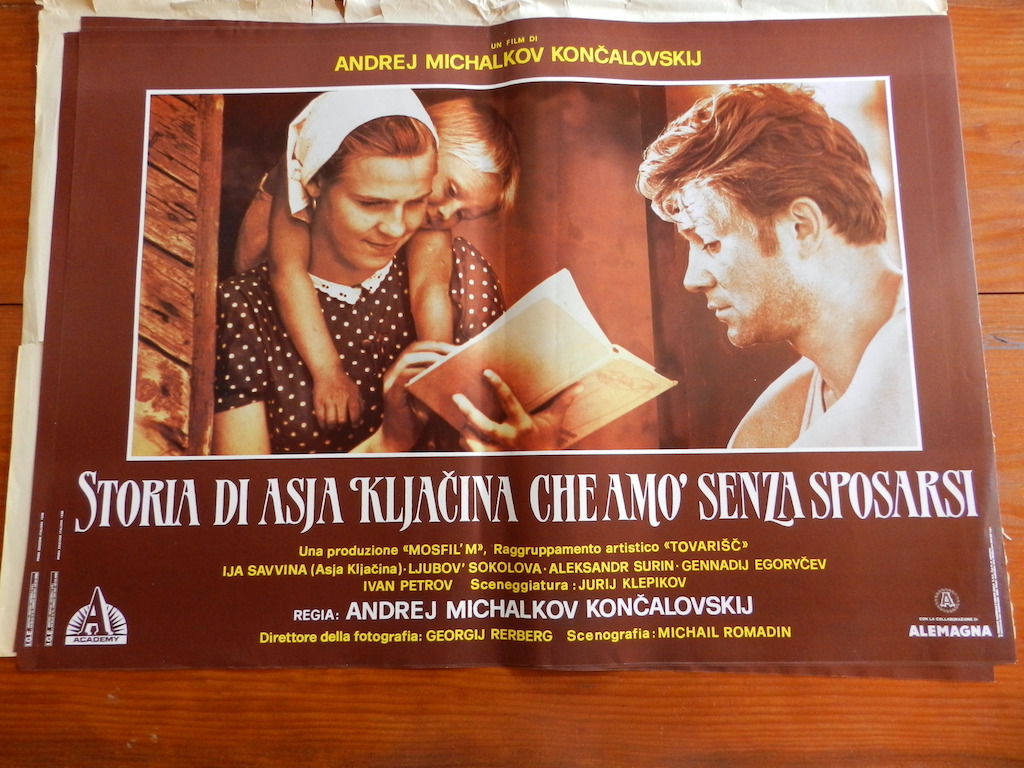 UN FILM DI
ANDREJ MICHALKOV KONČALOVSKIJ
STORIA DI ASJA KLJAČINA CHE AMO' SENZA SPOSARSI
Una produzione «MOSFIL'M», Raggruppamento artistico «TOVARIŠČ»
IJA SAVVINA (Asja Kljačina)·LJUBOV' SOKOLOVA·ALEKSANDR SURIN·GENNADIJ EGORYČEV
IVAN PETROV Sceneggiatura: JURIJ KLEPIKOV
REGIA: ANDREJ MICHALKOV KONČALOVSKIJ
Direttore della fotografia: GEORGIJ RERBERG Scenografia: MICHAIL ROMADIN
ACADEMY
A
CON LA COLLABORAZIONE DI
ALEMAGNA